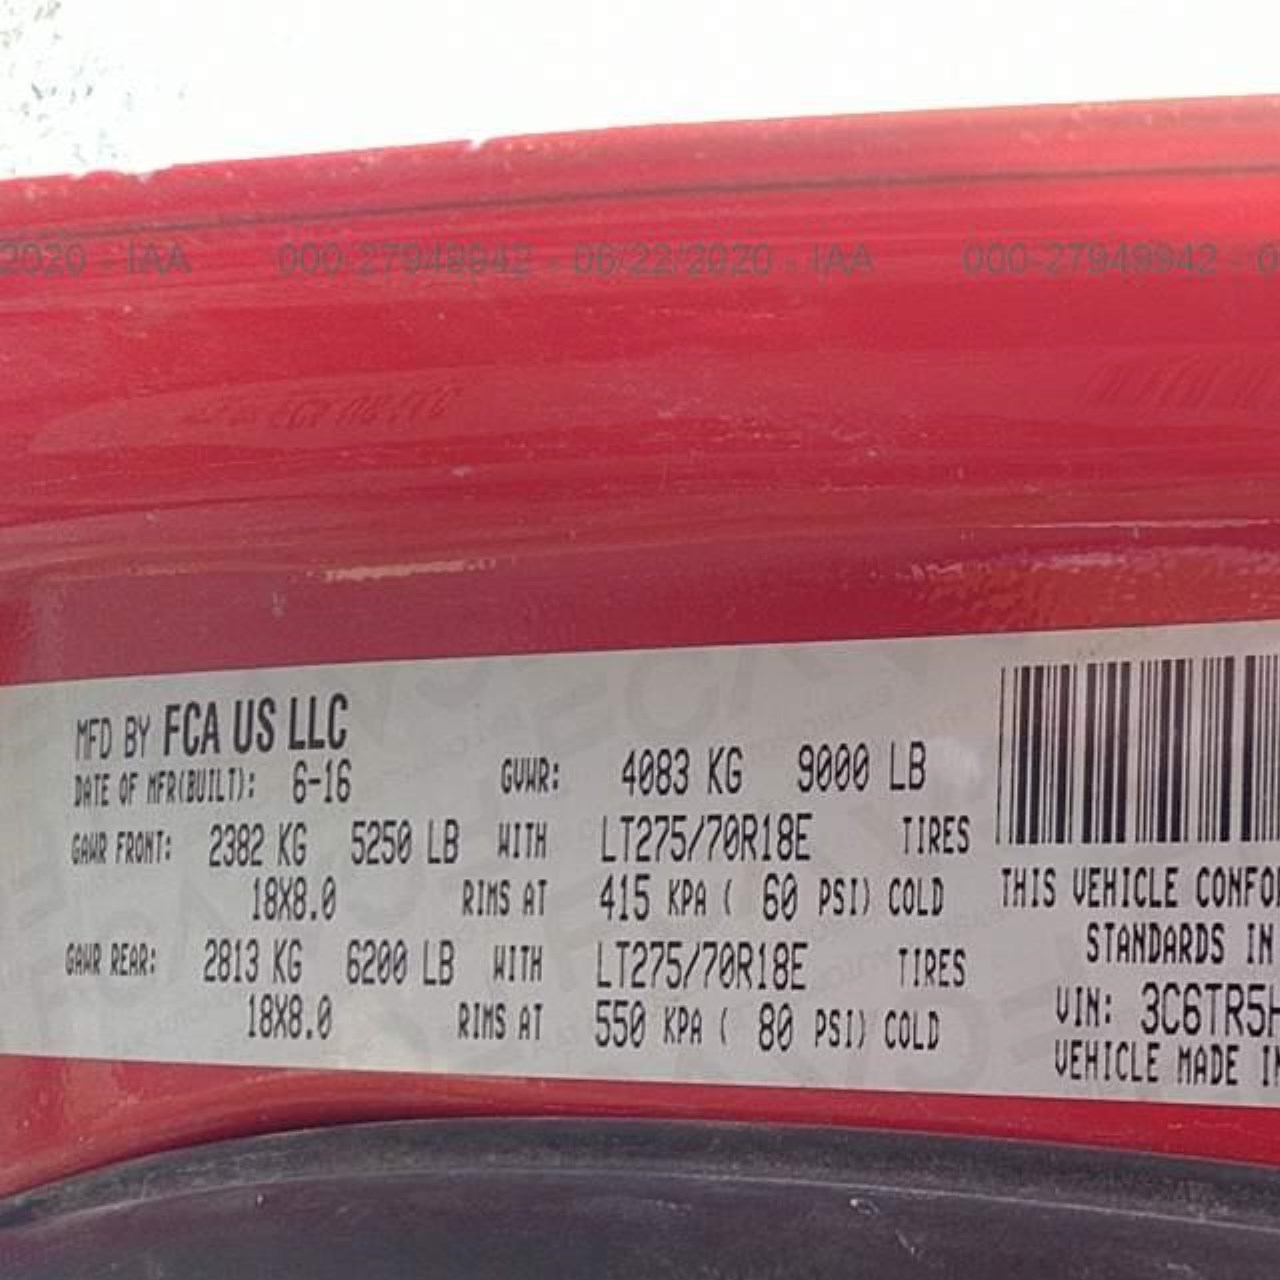 2020 - IAA 000-27949942 - 06/22/2020 - IAA 000-27949942 - 0
MFD BY FCA US LLC
DATE OF MFR(BUILT): 6-16 GVWR: 4083 KG 9000 LB
GAWR FRONT: 2382 KG 5250 LB WITH LT275/70R18E TIRES
18X8.0 RIMS AT 415 KPA ( 60 PSI) COLD
GAWR REAR: 2813 KG 6200 LB WITH LT275/70R18E TIRES
18X8.0 RIMS AT 550 KPA ( 80 PSI) COLD
THIS VEHICLE CONFO
STANDARDS IN
VIN: 3C6TR5H
VEHICLE MADE IN